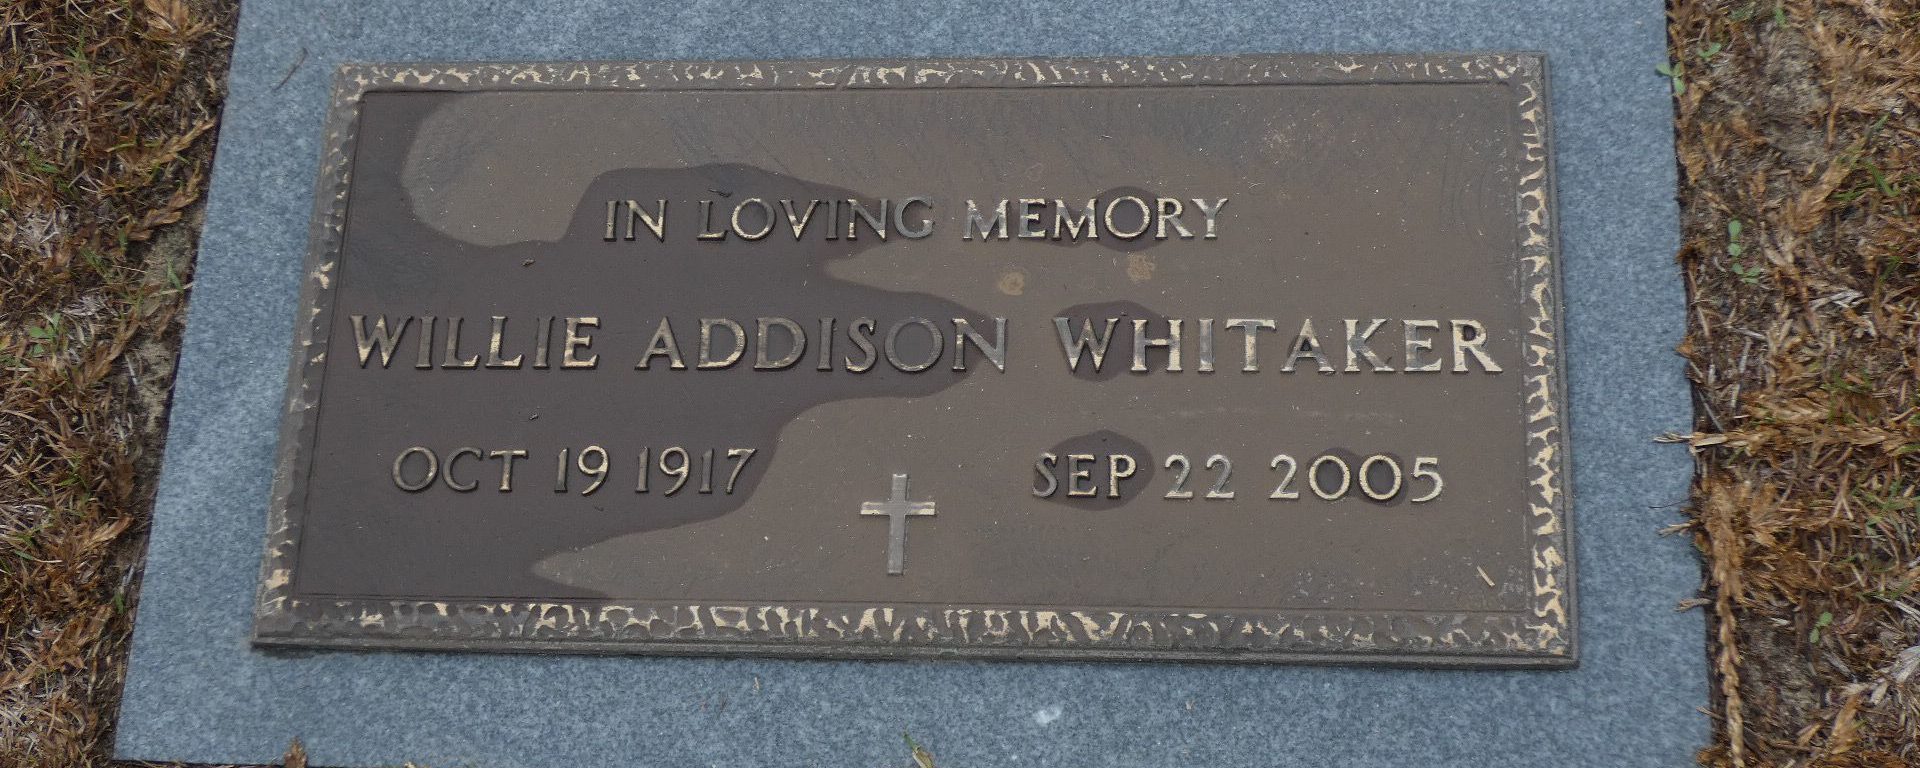 IN LOVING MEMORY
WILLIE ADDISON WHITAKER
OCT 19 1917 SEP 22 2005